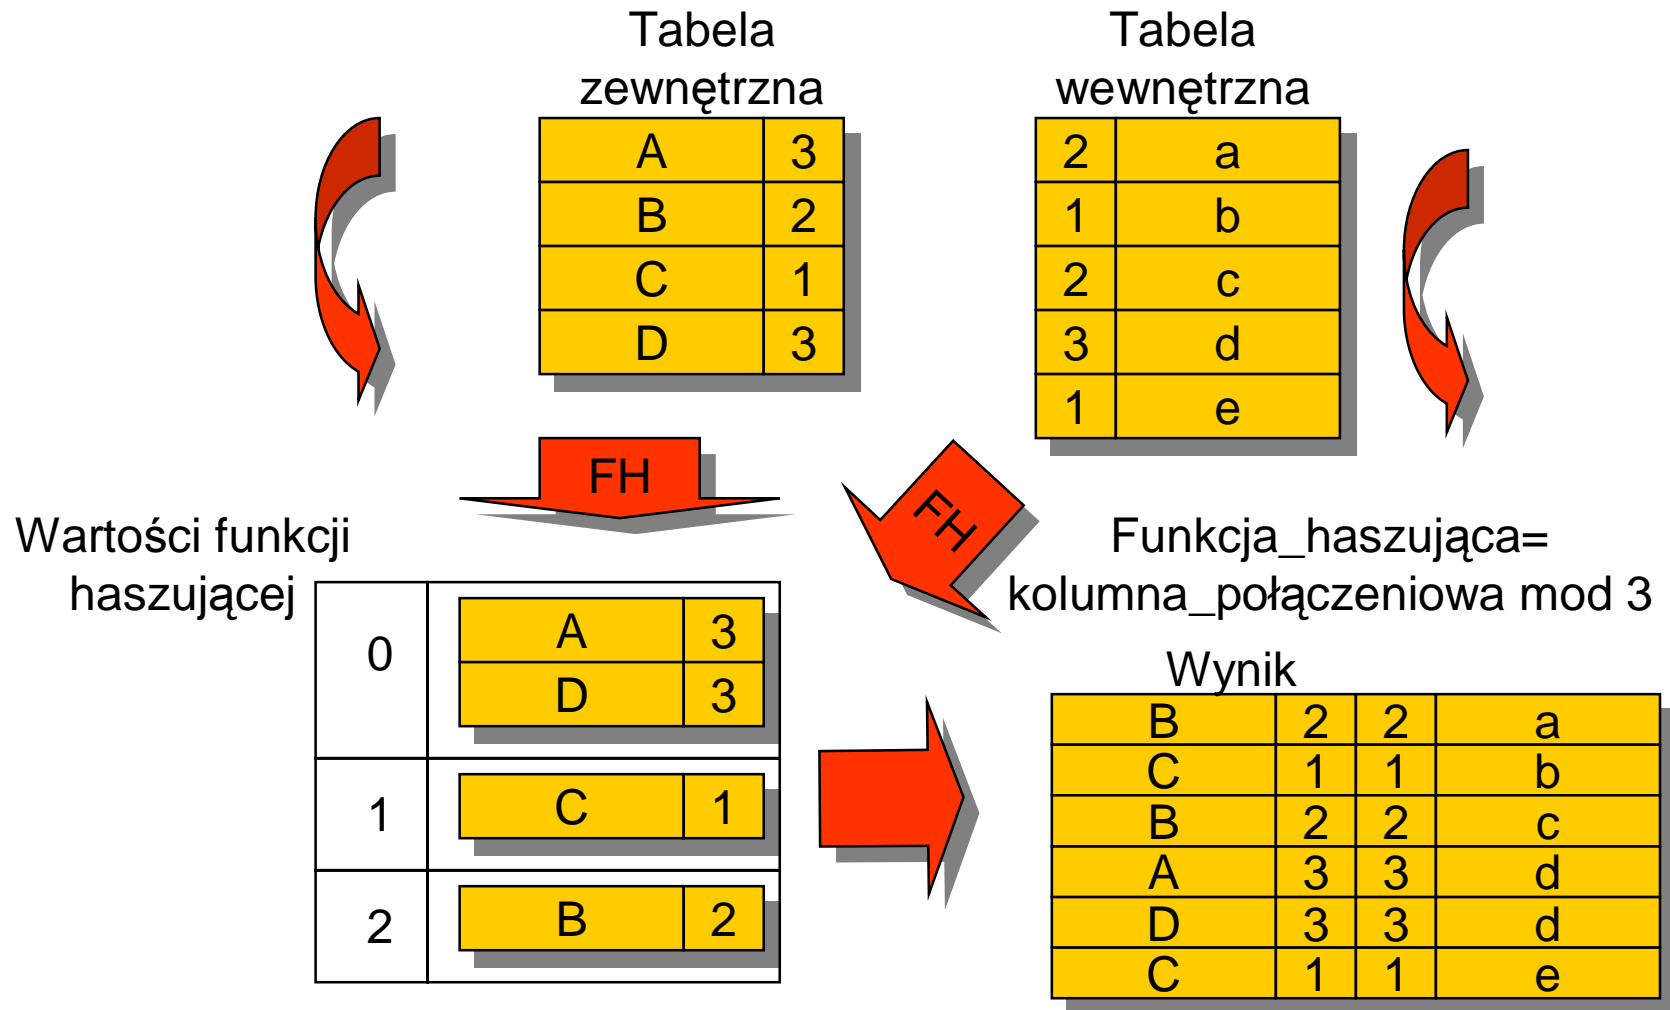 Tabela
zewnętrzna
A 3
B 2
C 1
D 3
Tabela
wewnętrzna
2 a
1 b
2 c
3 d
1 e
FH
FH
Wartości funkcji
haszującej
Funkcja_haszująca=
kolumna_połączeniowa mod 3
0
A 3
D 3
1
C 1
2
B 2
Wynik
B 2 2 a
C 1 1 b
B 2 2 c
A 3 3 d
D 3 3 d
C 1 1 e